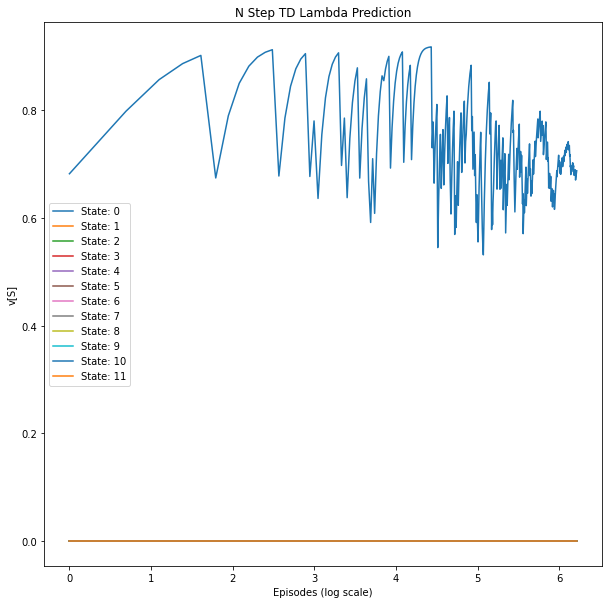 N Step TD Lambda Prediction
0.8
0.6
0.4
0.2
0.0
v[S]
State: 0
State: 1
State: 2
State: 3
State: 4
State: 5
State: 6
State: 7
State: 8
State: 9
State: 10
State: 11
0 1 2 3 4 5 6
Episodes (log scale)